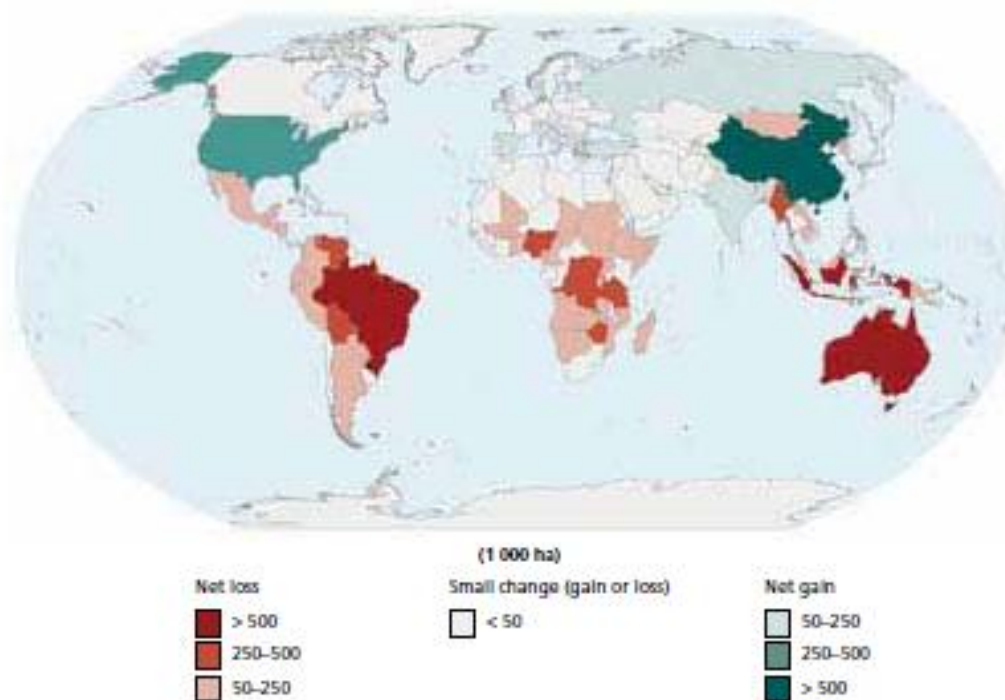 (1 000 ha)
Net loss
> 500
250–500
50–250
Small change (gain or loss)
< 50
Net gain
50–250
250–500
> 500